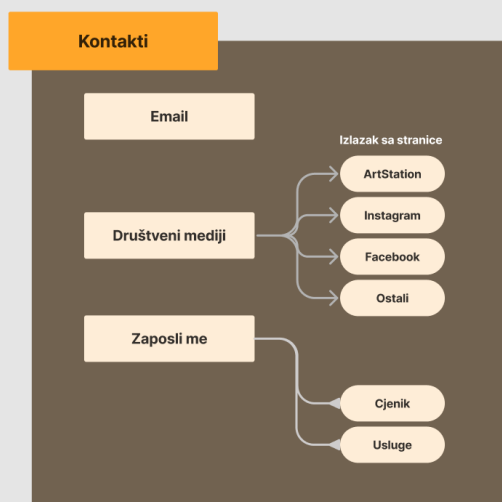 Kontakti
Email
Izlazak sa stranice
ArtStation
Instagram
Društveni mediji
Facebook
Ostali
Zaposli me
Cjenik
Usluge